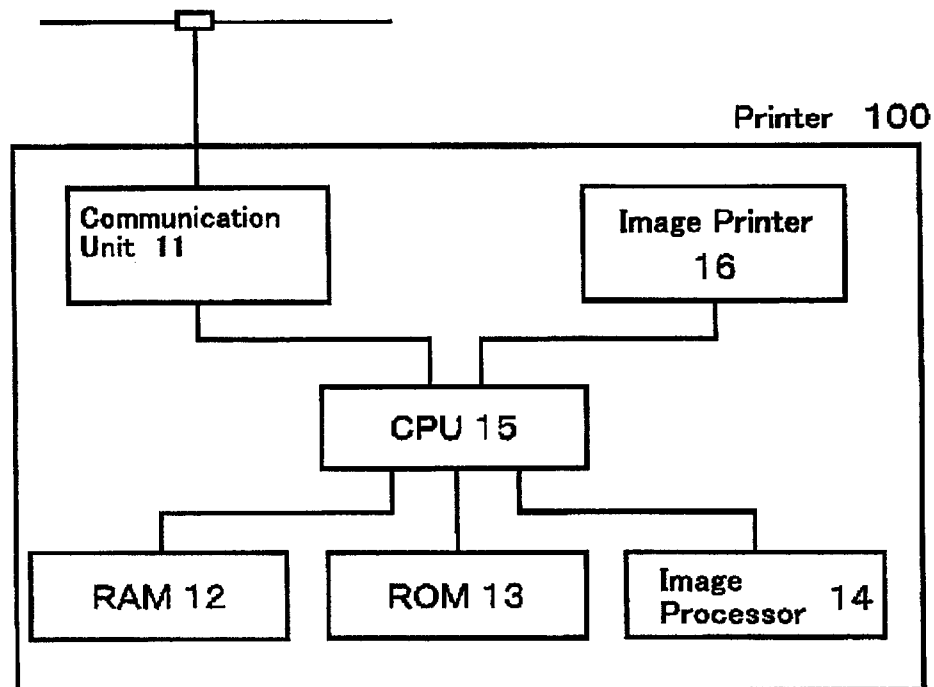 Printer 100
Communication
Unit 11
Image Printer
16
CPU 15
RAM 12
ROM 13
Image
Processor 14